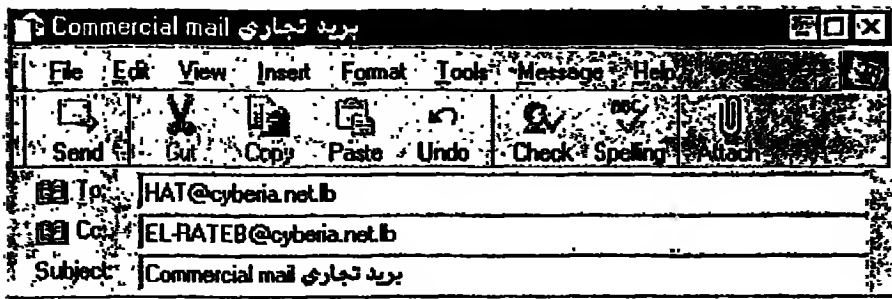 Commercial mail بريد تجاري
File Edit View Insert Format Tools Message Help
Send Cut Copy Paste Undo Check Spelling Attach
To: HAT@cyberia.net.lb
Cc: EL-RATEB@cyberia.net.lb
Subject: Commercial mail بريد تجاري